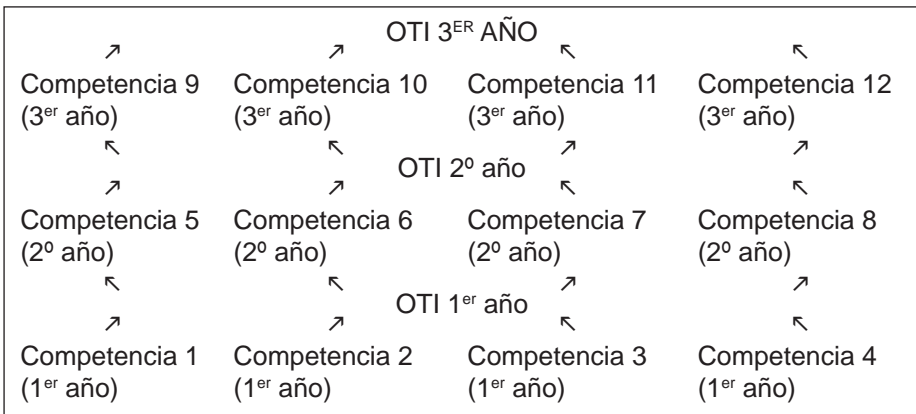 OTI 3ER AÑO
Competencia 9 Competencia 10 Competencia 11 Competencia 12
(3er año) (3er año) (3er año) (3er año)
OTI 2º año
Competencia 5 Competencia 6 Competencia 7 Competencia 8
(2º año) (2º año) (2º año) (2º año)
OTI 1er año
Competencia 1 Competencia 2 Competencia 3 Competencia 4
(1er año) (1er año) (1er año) (1er año)